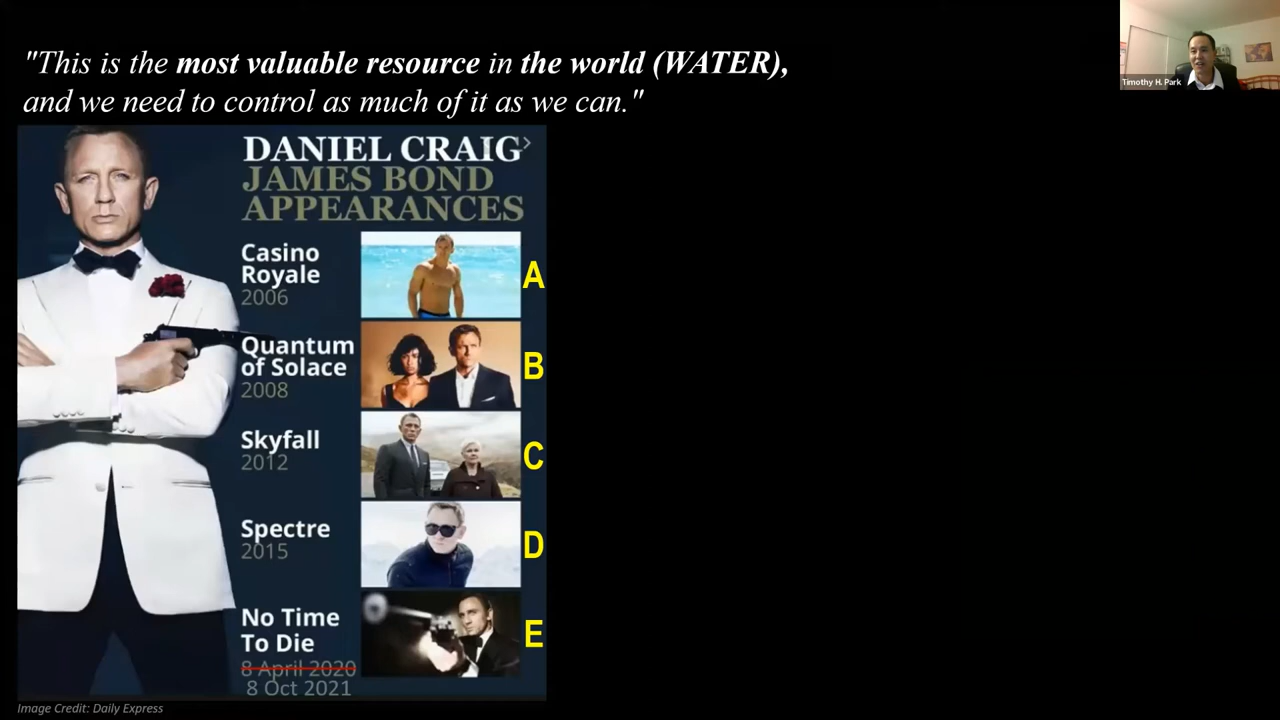 "This is the most valuable resource in the world (WATER),
and we need to control as much of it as we can."
Timothy H. Park
DANIEL CRAIG
JAMES BOND
APPEARANCES
Casino
Royale
2006
A
Quantum
of Solace
2008
B
Skyfall
2012
C
Spectre
2015
D
No Time
To Die
8 April 2020
8 Oct 2021
E
Image Credit: Daily Express